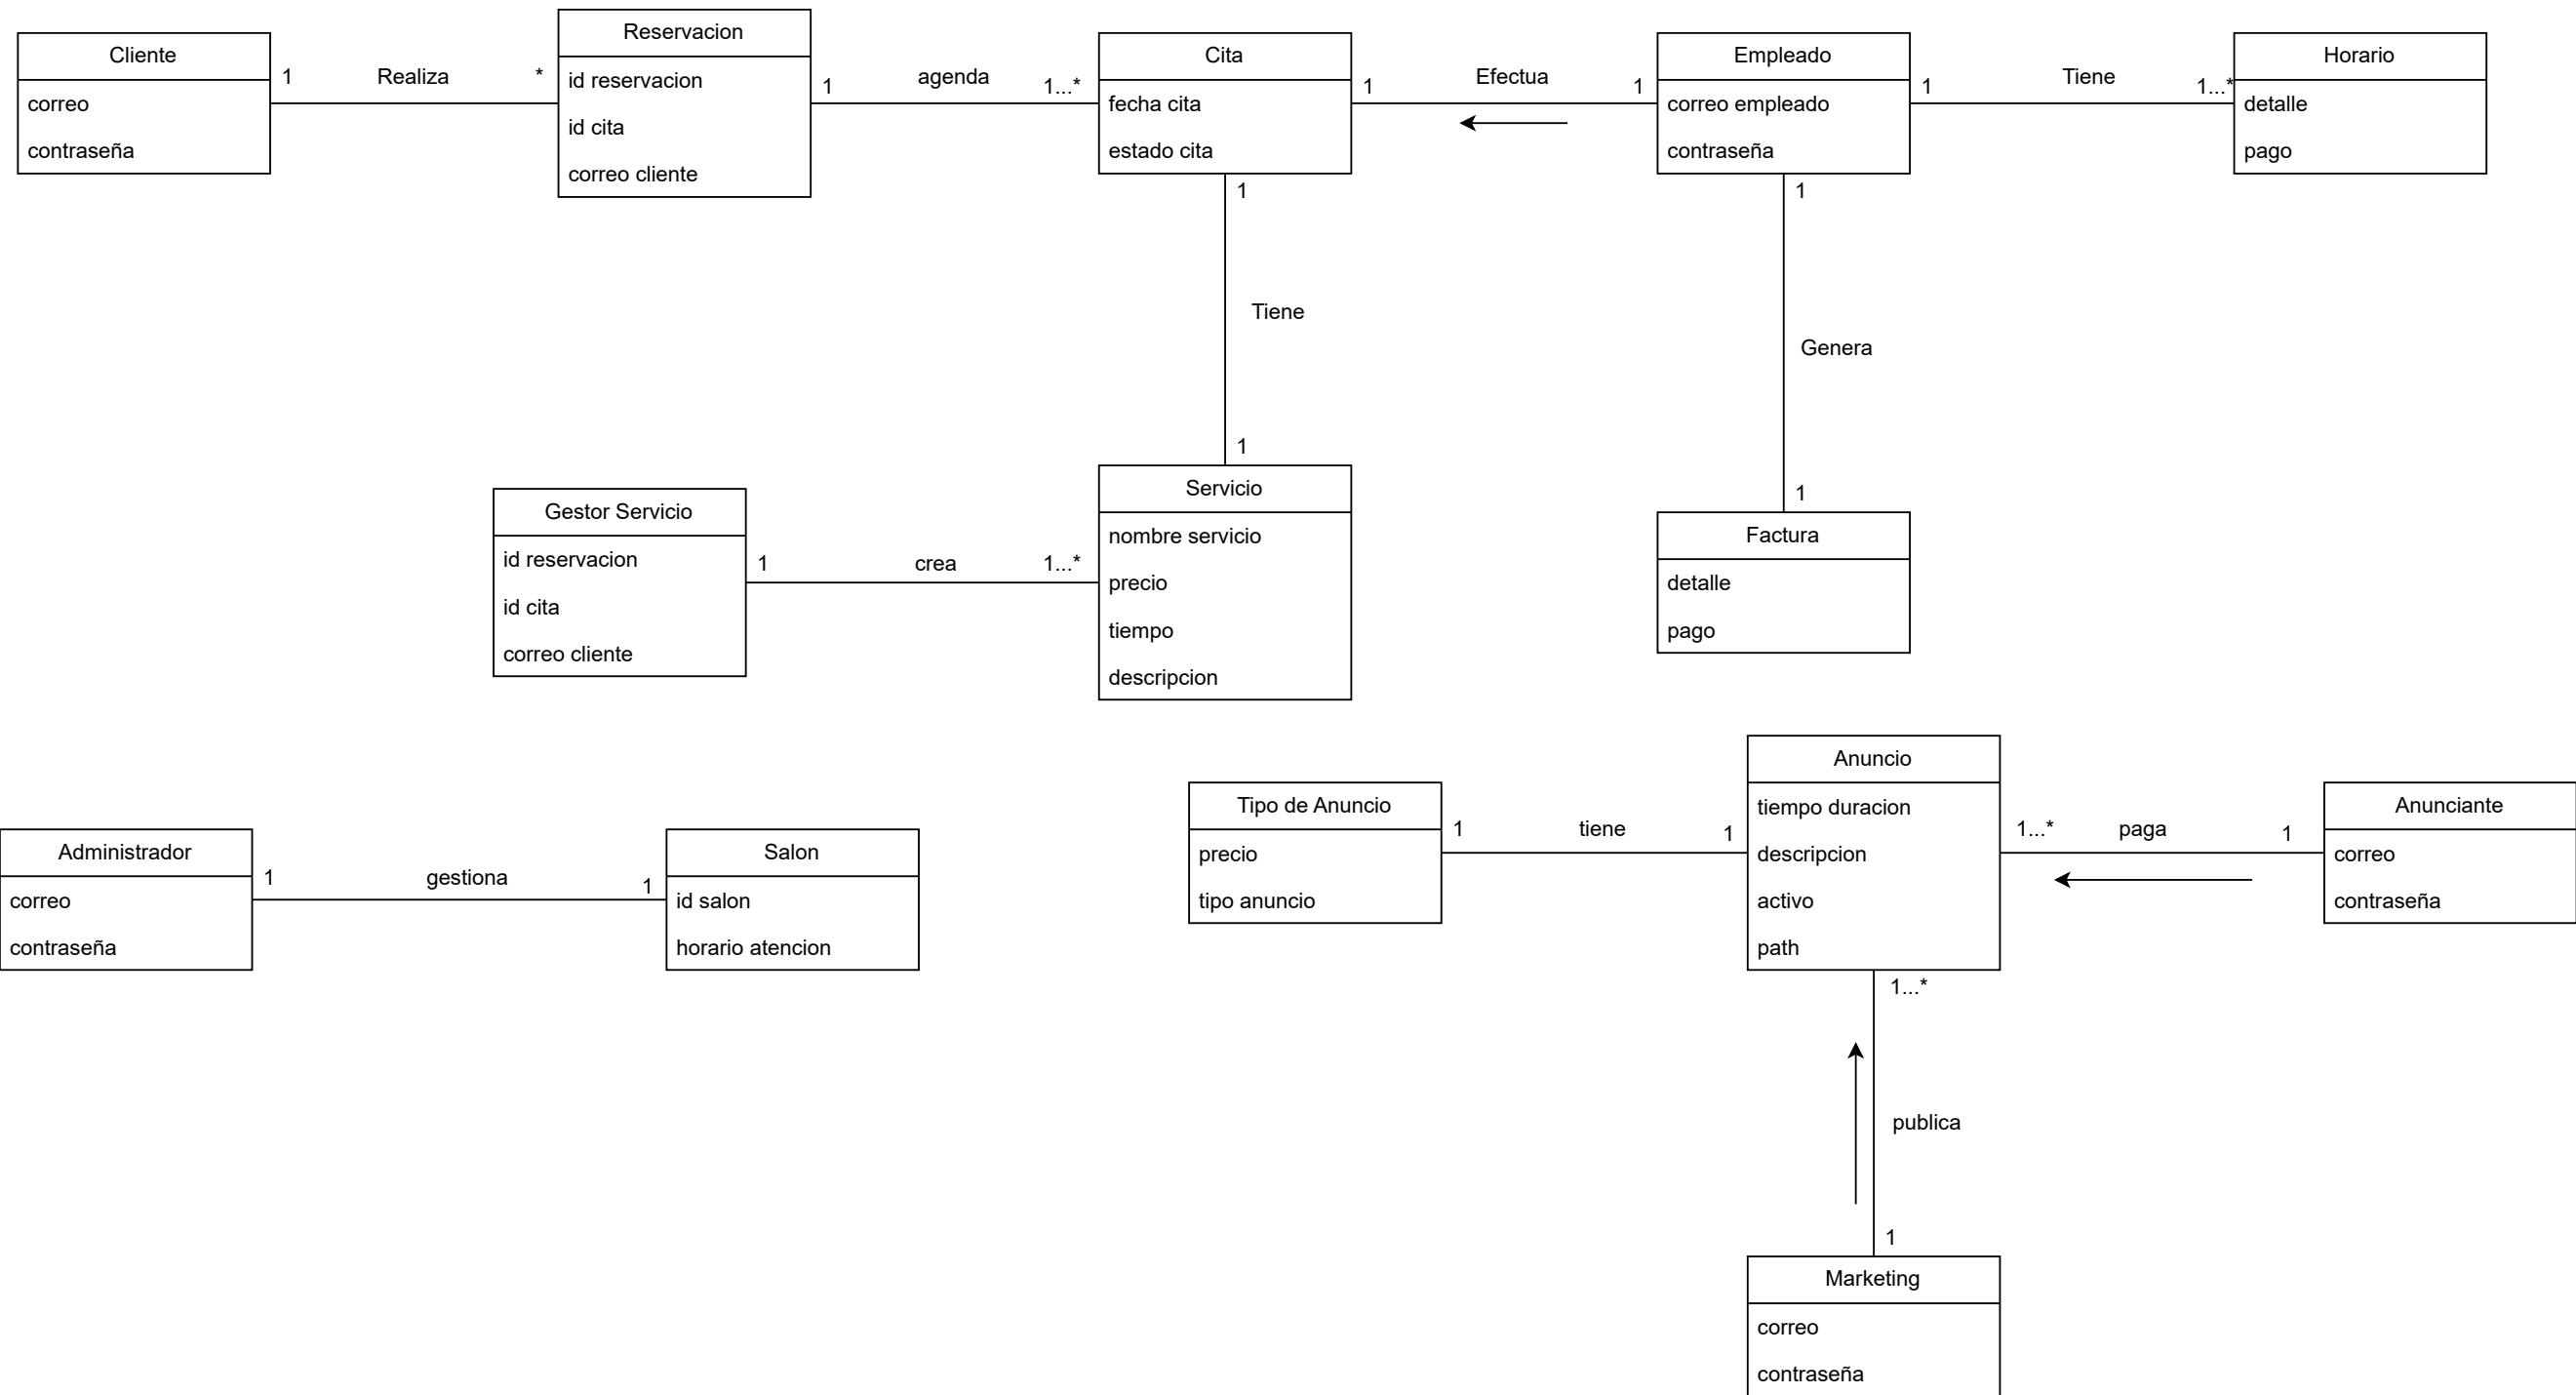 Cliente
correo
contraseña
1
Realiza
*
Reservacion
id reservacion
id cita
correo cliente
1
agenda
1...*
Cita
fecha cita
estado cita
1
Efectua
1
Empleado
correo empleado
contraseña
1
Tiene
1...*
Horario
detalle
pago
1
Tiene
1
1
Genera
1
Gestor Servicio
id reservacion
id cita
correo cliente
1
crea
1...*
Servicio
nombre servicio
precio
tiempo
descripcion
Factura
detalle
pago
Administrador
correo
contraseña
1
gestiona
1
Salon
id salon
horario atencion
Tipo de Anuncio
precio
tipo anuncio
1
tiene
1
Anuncio
tiempo duracion
descripcion
activo
path
1...*
paga
1
Anunciante
correo
contraseña
1...*
publica
1
Marketing
correo
contraseña